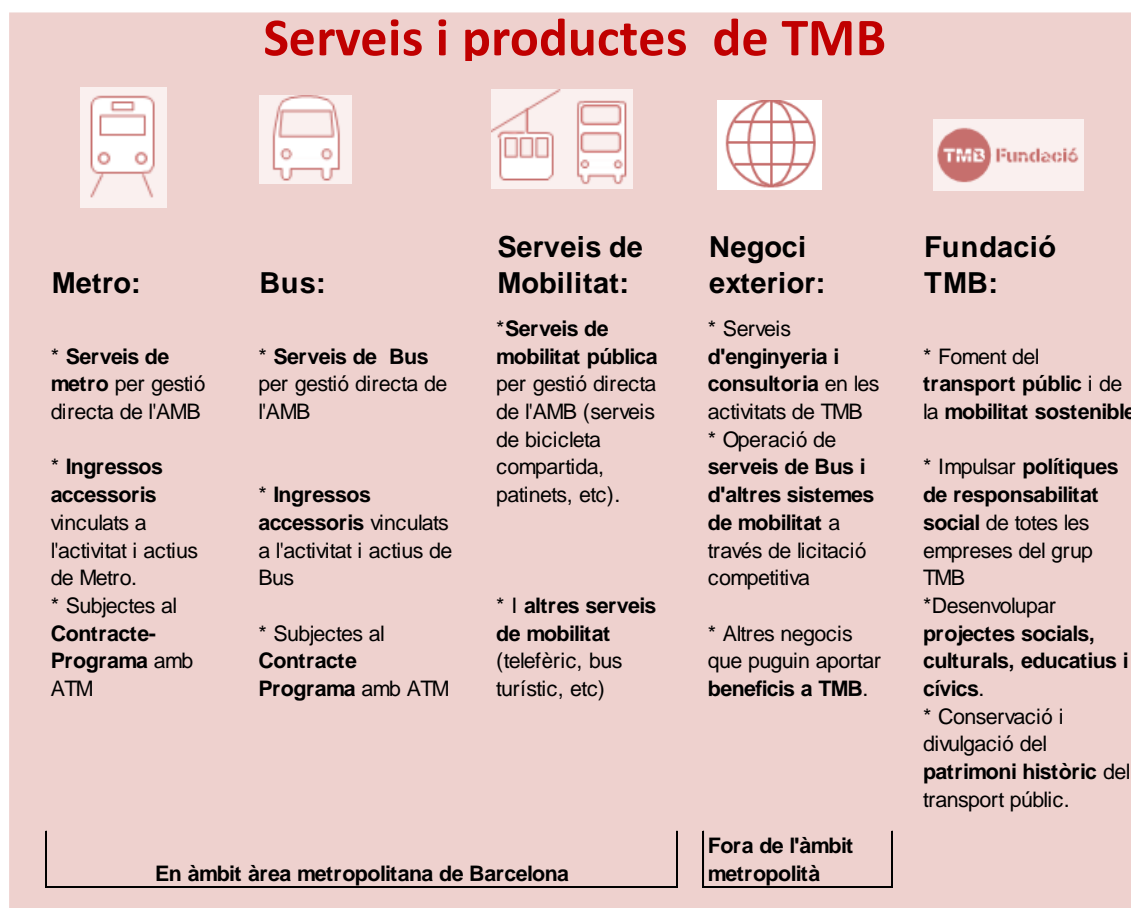 Serveis i productes de TMB
TMB Fundació
Metro:
* Serveis de
metro per gestió
directa de l'AMB
* Ingressos
accessoris
vinculats a
l'activitat i actius
de Metro.
* Subjectes al
Contracte-
Programa amb
ATM
Bus:
* Serveis de Bus
per gestió directa de
l'AMB
* Ingressos
accessoris vinculats
a l'activitat i actius de
Bus
* Subjectes al
Contracte
Programa amb ATM
Serveis de
Mobilitat:
*Serveis de
mobilitat pública
per gestió directa
de l'AMB (serveis
de bicicleta
compartida,
patinets, etc).
* I altres serveis
de mobilitat
(telefèric, bus
turístic, etc)
Negoci
exterior:
* Serveis
d'enginyeria i
consultoria en les
activitats de TMB
* Operació de
serveis de Bus i
d'altres sistemes
de mobilitat a
través de licitació
competitiva
* Altres negocis
que puguin aportar
beneficis a TMB.
Fundació
TMB:
* Foment del
transport públic i de
la mobilitat sostenible
* Impulsar polítiques
de responsabilitat
social de totes les
empreses del grup
TMB
*Desenvolupar
projectes socials,
culturals, educatius i
cívics.
* Conservació i
divulgació del
patrimoni històric del
transport públic.
En àmbit àrea metropolitana de Barcelona
Fora de l'àmbit
metropolità